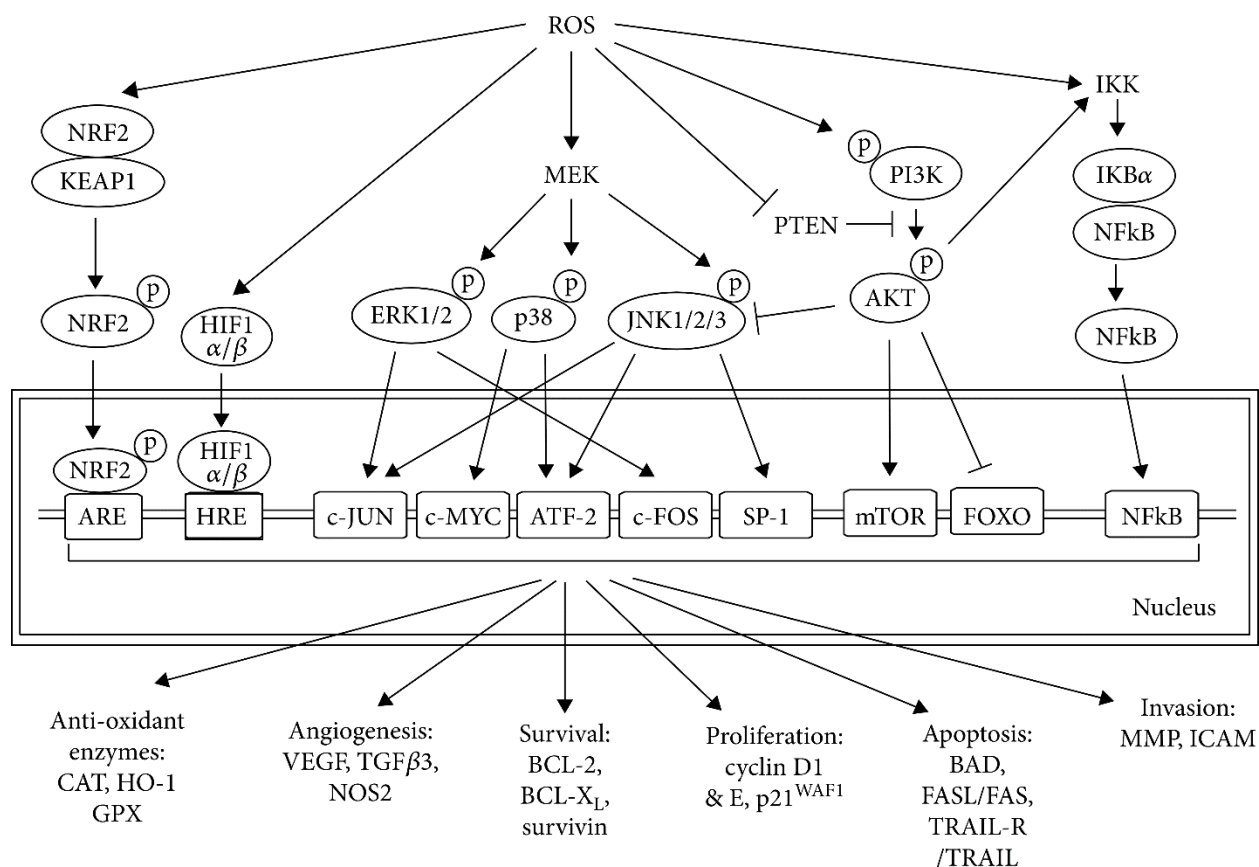 ROS
IKK
NRF2
KEAP1
MEK
p
PI3K
IKBα
PTEN
NFkB
p
NRF2
HIF1
α/β
p
ERK1/2
p
p38
p
JNK1/2/3
p
AKT
NFkB
p
NRF2
HIF1
α/β
ARE
HRE
c-JUN
c-MYC
ATF-2
c-FOS
SP-1
mTOR
FOXO
NFkB
Nucleus
Anti-oxidant
enzymes:
CAT, HO-1
GPX
Angiogenesis:
VEGF, TGFβ3,
NOS2
Survival:
BCL-2,
BCL-X_L,
survivin
Proliferation:
cyclin D1
& E, p21^WAF1
Apoptosis:
BAD,
FASL/FAS,
TRAIL-R
/TRAIL
Invasion:
MMP, ICAM